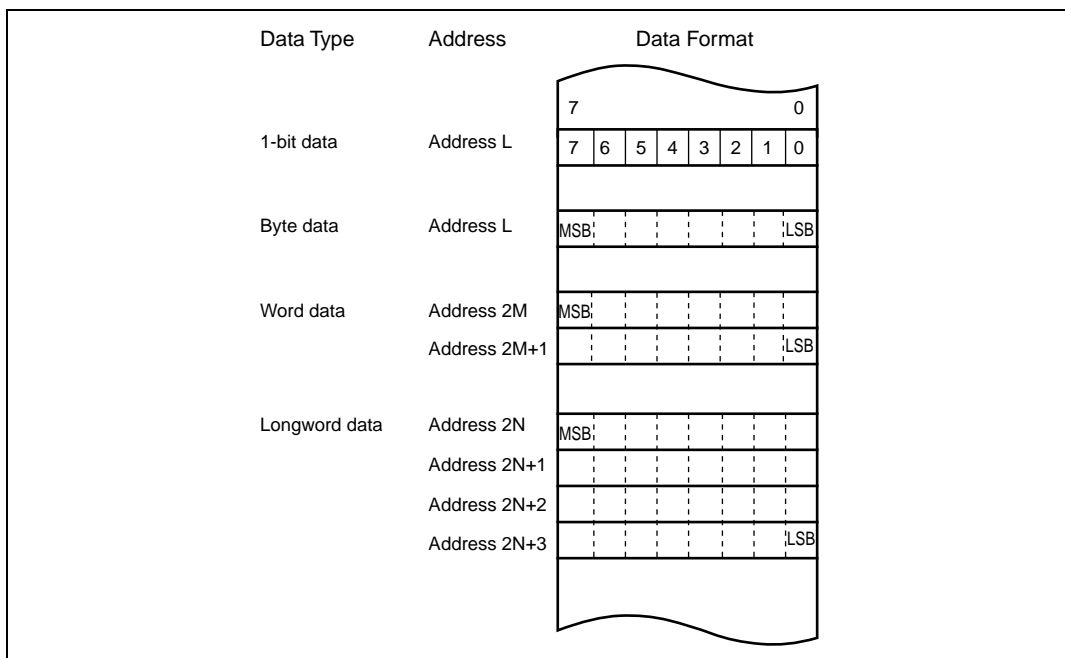 Data Type Address Data Format
7 0
1-bit data Address L 7 6 5 4 3 2 1 0
Byte data Address L MSB LSB
Word data Address 2M MSB
Address 2M+1 LSB
Longword data Address 2N MSB
Address 2N+1
Address 2N+2
Address 2N+3 LSB